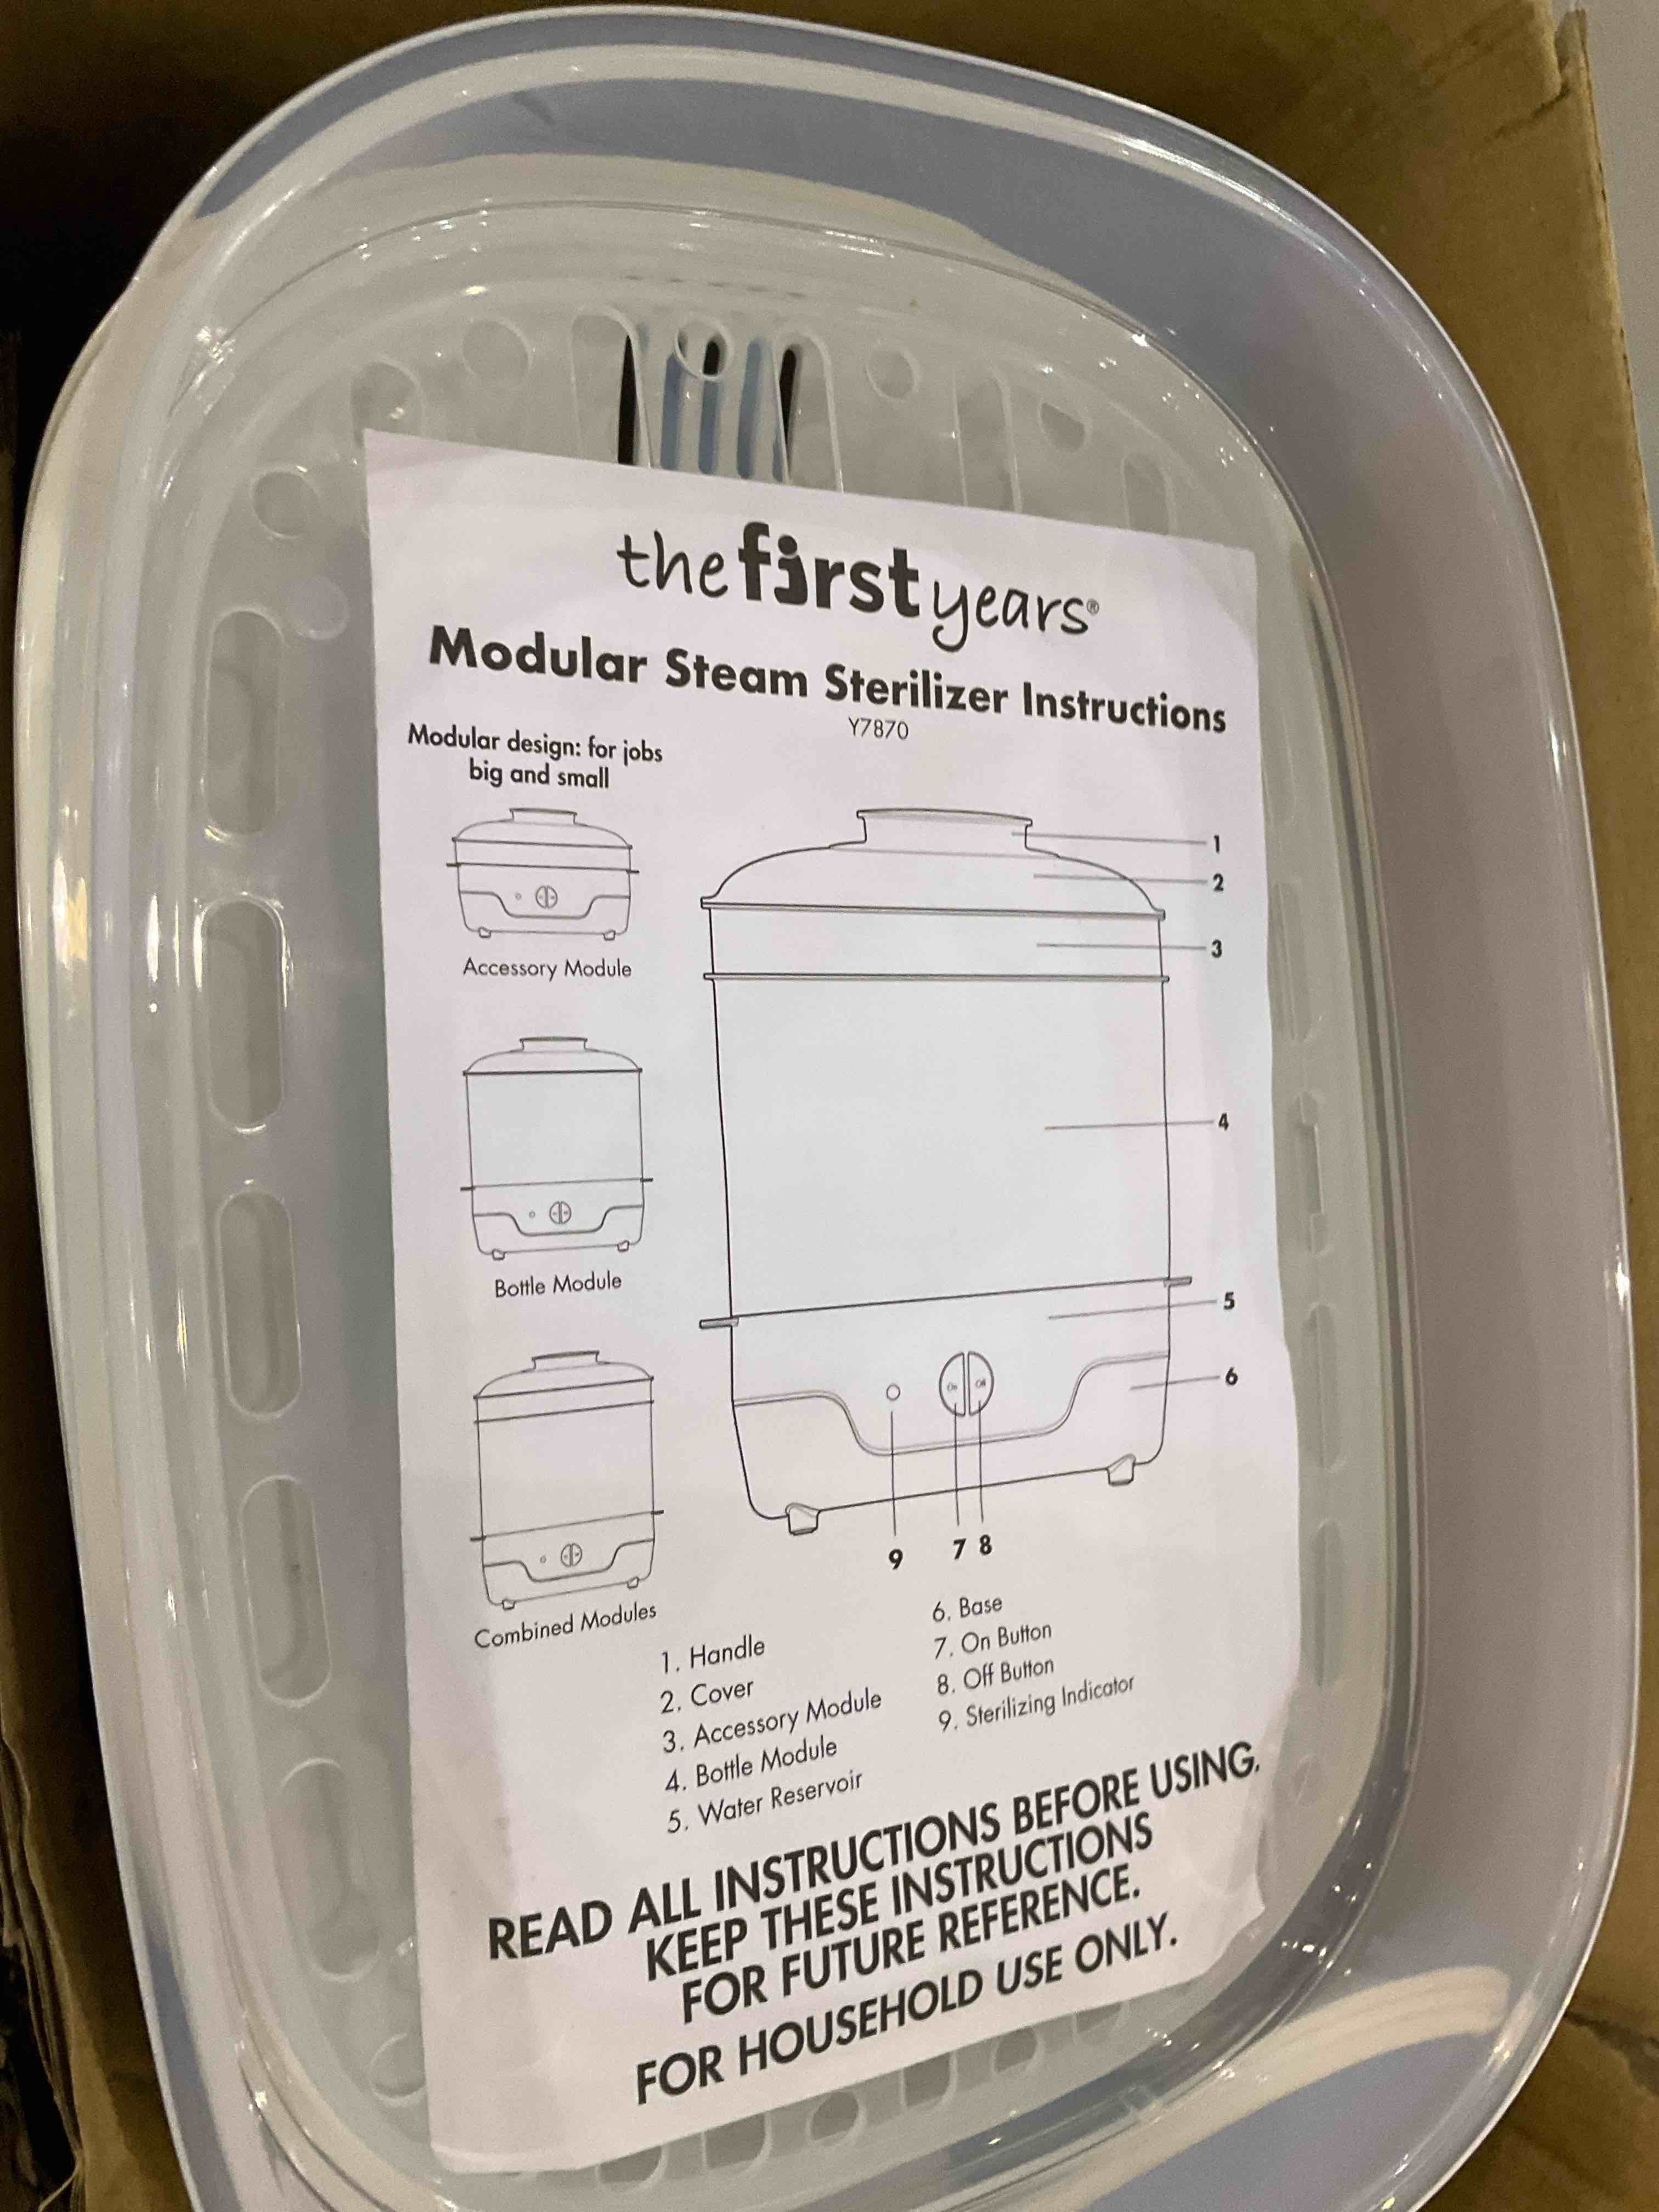 the first years®
Modular Steam Sterilizer Instructions
Y7870
Modular design: for jobs
big and small
Accessory Module
Bottle Module
Combined Modules
1
2
3
4
5
6
On
Off
9
7 8
1. Handle
2. Cover
3. Accessory Module
4. Bottle Module
5. Water Reservoir
6. Base
7. On Button
8. Off Button
9. Sterilizing Indicator
READ ALL INSTRUCTIONS BEFORE USING.
KEEP THESE INSTRUCTIONS
FOR FUTURE REFERENCE.
FOR HOUSEHOLD USE ONLY.